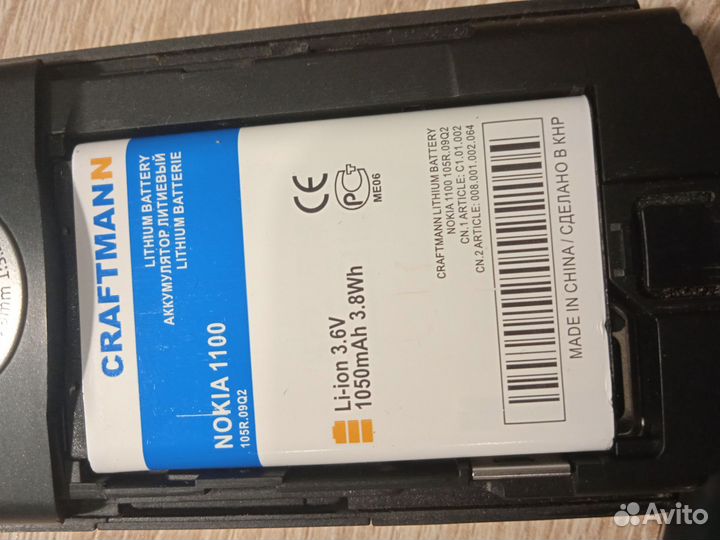 CRAFTMANN
LITHIUM BATTERY
АККУМУЛЯТОР ЛИТИЕВЫЙ
LITHIUM BATTERIE
NOKIA 1100
105R.09Q2
CE
РС
ME06
Li-ion 3.6V
1050mAh 3.8Wh
CRAFTMANN LITHIUM BATTERY
NOKIA 1100 105R.09Q2
CN.1 ARTICLE: C1.01.002
CN.2 ARTICLE: 008.001.002.064
MADE IN CHINA / СДЕЛАНО В КНР
Avito